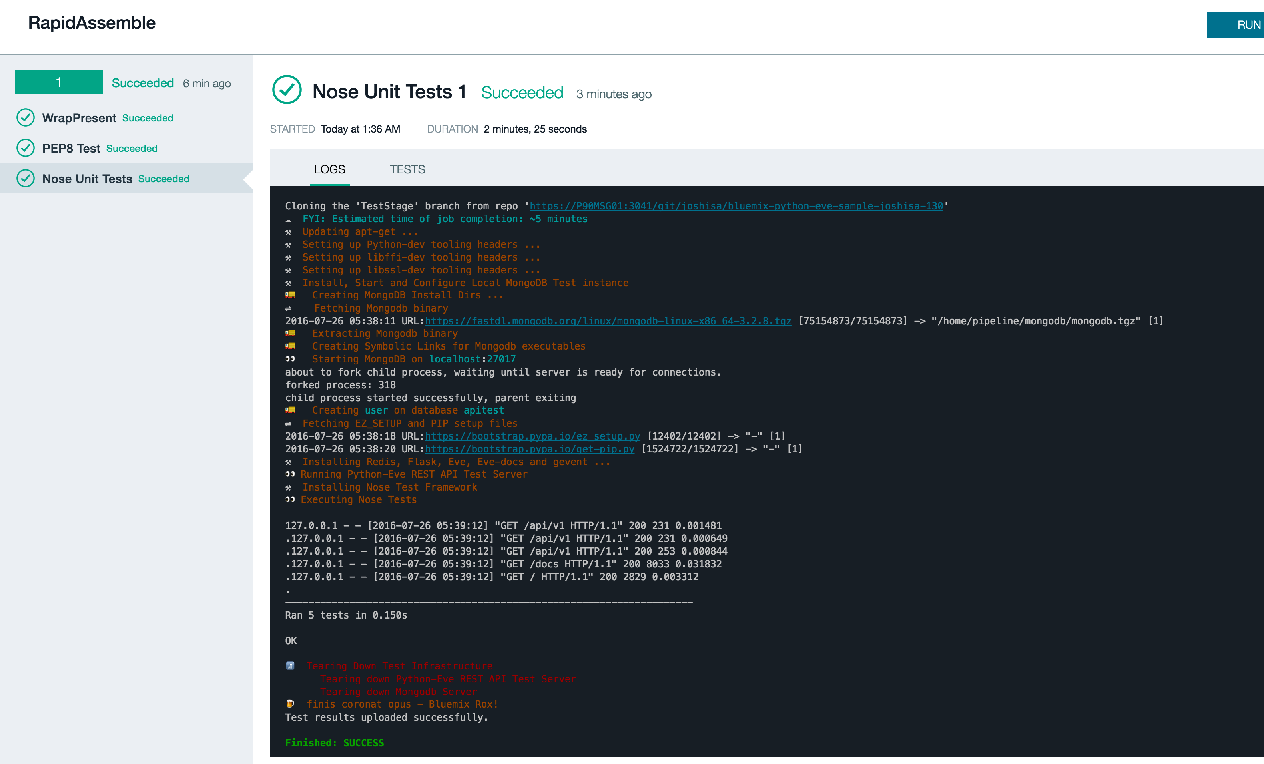 RapidAssemble
RUN
1 Succeeded 6 min ago
WrapPresent Succeeded
PEP8 Test Succeeded
Nose Unit Tests Succeeded
Nose Unit Tests 1 Succeeded 3 minutes ago
STARTED Today at 1:36 AM DURATION 2 minutes, 25 seconds
LOGS TESTS
Cloning the 'TestStage' branch from repo 'https://P90MSG01:3041/git/joshisa/bluemix-python-eve-sample-joshisa-130'
FYI: Estimated time of job completion: ~5 minutes
Updating apt-get ...
Setting up Python-dev tooling headers ...
Setting up libffi-dev tooling headers ...
Setting up libssl-dev tooling headers ...
Install, Start and Configure Local MongoDB Test instance
Creating MongoDB Install Dirs ...
Fetching Mongodb binary
2016-07-26 05:38:11 URL:https://fastdl.mongodb.org/linux/mongodb-linux-x86_64-3.2.8.tgz [75154873/75154873] -> "/home/pipeline/mongodb/mongodb.tgz" [1]
Extracting Mongodb binary
Creating Symbolic Links for Mongodb executables
Starting MongoDB on localhost:27017
about to fork child process, waiting until server is ready for connections.
forked process: 318
child process started successfully, parent exiting
Creating user on database apitest
Fetching EZ_SETUP and PIP setup files
2016-07-26 05:38:18 URL:https://bootstrap.pypa.io/ez_setup.py [12402/12402] -> "-" [1]
2016-07-26 05:38:20 URL:https://bootstrap.pypa.io/get-pip.py [1524722/1524722] -> "-" [1]
Installing Redis, Flask, Eve, Eve-docs and gevent ...
Running Python-Eve REST API Test Server
Installing Nose Test Framework
Executing Nose Tests
127.0.0.1 - - [2016-07-26 05:39:12] "GET /api/v1 HTTP/1.1" 200 231 0.001481
.127.0.0.1 - - [2016-07-26 05:39:12] "GET /api/v1 HTTP/1.1" 200 231 0.000649
.127.0.0.1 - - [2016-07-26 05:39:12] "GET /api/v1 HTTP/1.1" 200 253 0.000844
.127.0.0.1 - - [2016-07-26 05:39:12] "GET /docs HTTP/1.1" 200 8033 0.031832
.127.0.0.1 - - [2016-07-26 05:39:12] "GET / HTTP/1.1" 200 2829 0.003312
.
----------------------------------------------------------------------
Ran 5 tests in 0.150s
OK
Tearing Down Test Infrastructure
Tearing down Python-Eve REST API Test Server
Tearing down Mongodb Server
finis coronat opus - Bluemix Rox!
Test results uploaded successfully.
Finished: SUCCESS